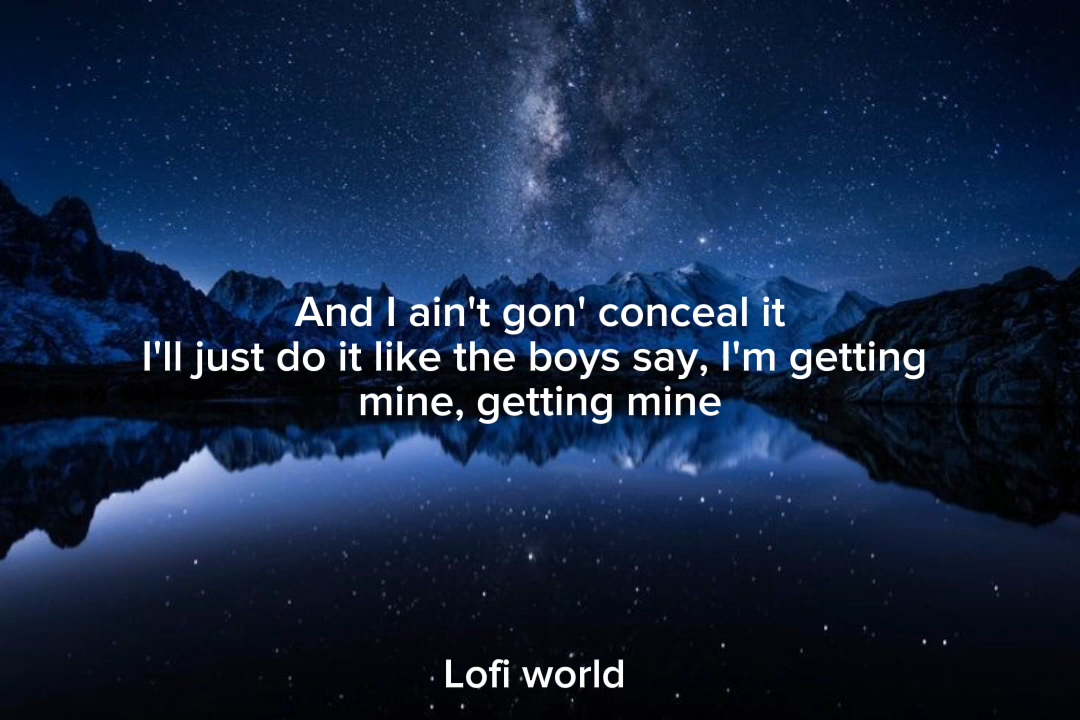 And I ain't gon' conceal it
I'll just do it like the boys say, I'm getting
mine, getting mine
Lofi world